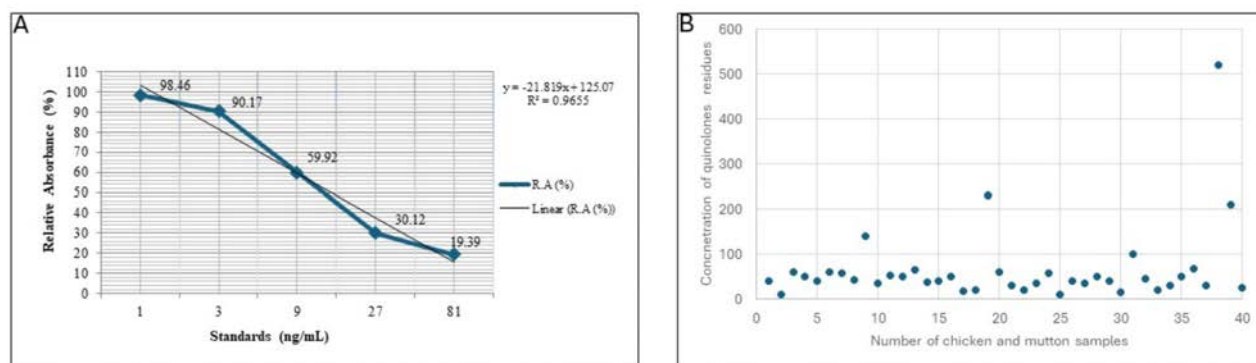 A
110
100
90
80
70
60
50
40
30
20
10
0
Relative Absorbance (%)
98.46
90.17
59.92
30.12
19.39
1 3 9 27 81
Standards (ng/mL)
y = -21.819x + 125.07
R² = 0.9655
R.A (%)
Linear (R.A (%))
B
600
500
400
300
200
100
0
Concnetration of quinolones residues
0 5 10 15 20 25 30 35 40
Number of chicken and mutton samples